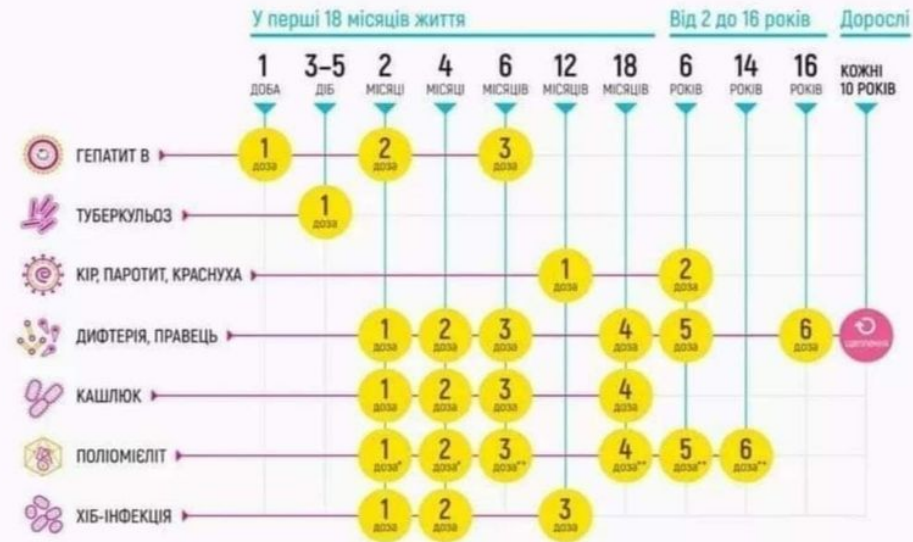 У перші 18 місяців життя
Від 2 до 16 років
Дорослі
1 3–5 2 4 6 12 18 6 14 16 КОЖНІ
ДОБА ДІБ МІСЯЦІ МІСЯЦІ МІСЯЦІВ МІСЯЦІВ МІСЯЦІВ РОКІВ РОКІВ РОКІВ 10 РОКІВ
ГЕПАТИТ В 1 доза 2 доза 3 доза
ТУБЕРКУЛЬОЗ 1 доза
КІР, ПАРОТИТ, КРАСНУХА 1 доза 2 доза
ДИФТЕРІЯ, ПРАВЕЦЬ 1 доза 2 доза 3 доза 4 доза 5 доза 6 доза
КАШЛЮК 1 доза 2 доза 3 доза 4 доза
ПОЛІОМІЄЛІТ 1 доза* 2 доза* 3 доза** 4 доза** 5 доза** 6 доза**
ХІБ-ІНФЕКЦІЯ 1 доза 2 доза 3 доза